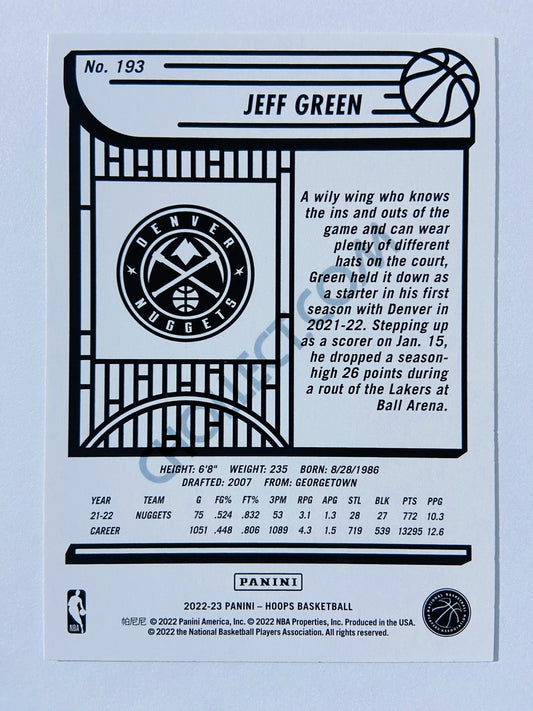 No. 193
JEFF GREEN
DENVER
NUGGETS
A wily wing who knows
the ins and outs of the
game and can wear
plenty of different
hats on the court,
Green held it down as
a starter in his first
season with Denver in
2021-22. Stepping up
as a scorer on Jan. 15,
he dropped a season-
high 26 points during
a rout of the Lakers at
Ball Arena.
HEIGHT: 6'8" WEIGHT: 235 BORN: 8/28/1986
DRAFTED: 2007 FROM: GEORGETOWN
YEAR TEAM G FG% FT% 3PM RPG APG STL BLK PTS PPG
21-22 NUGGETS 75 .524 .832 53 3.1 1.3 28 27 772 10.3
CAREER 1051 .448 .806 1089 4.3 1.5 719 539 13295 12.6
PANINI
2022-23 PANINI – HOOPS BASKETBALL
帕尼尼 © 2022 Panini America, Inc. © 2022 NBA Properties, Inc. Produced in the USA.
© 2022 the National Basketball Players Association. All rights reserved.
NBA
NATIONAL BASKETBALL
PLAYERS ASSOCIATION